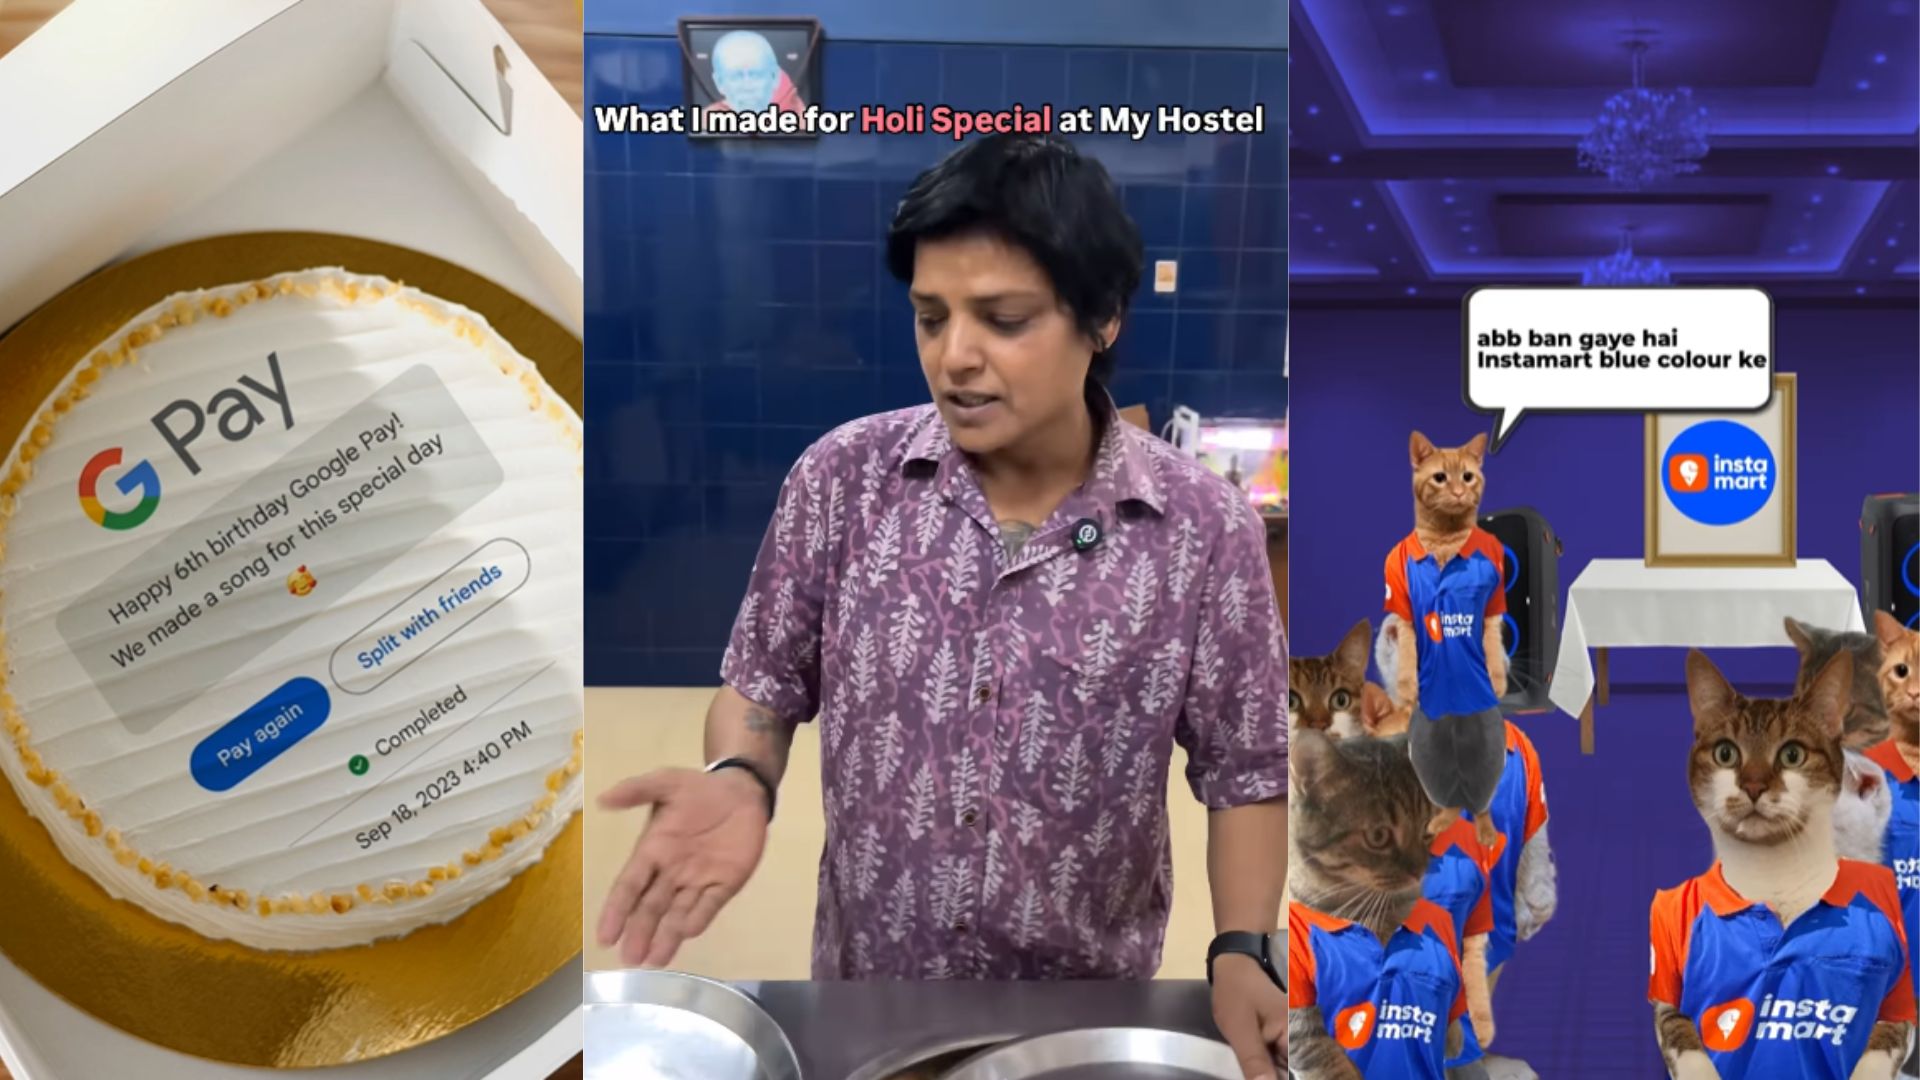 G Pay
Happy 6th birthday Google Pay!
We made a song for this special day
🥰
Pay again
Split with friends
Completed
Sep 18, 2023 4:40 PM
What I made for Holi Special at My Hostel
abb ban gaye hai
Instamart blue colour ke
insta
mart
insta
mart
insta
mart
insta
mart